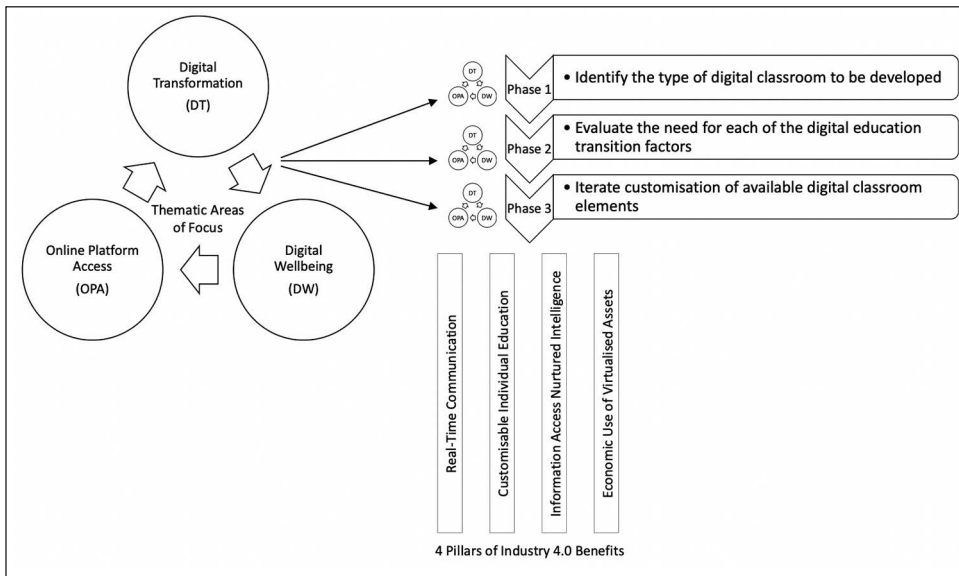 Digital
Transformation
(DT)
Thematic Areas
of Focus
Online Platform
Access
(OPA)
Digital
Wellbeing
(DW)
DT
OPA
DW
Phase 1
• Identify the type of digital classroom to be developed
DT
OPA
DW
Phase 2
• Evaluate the need for each of the digital education
transition factors
DT
OPA
DW
Phase 3
• Iterate customisation of available digital classroom
elements
Real-Time Communication
Customisable Individual Education
Information Access Nurtured Intelligence
Economic Use of Virtualised Assets
4 Pillars of Industry 4.0 Benefits